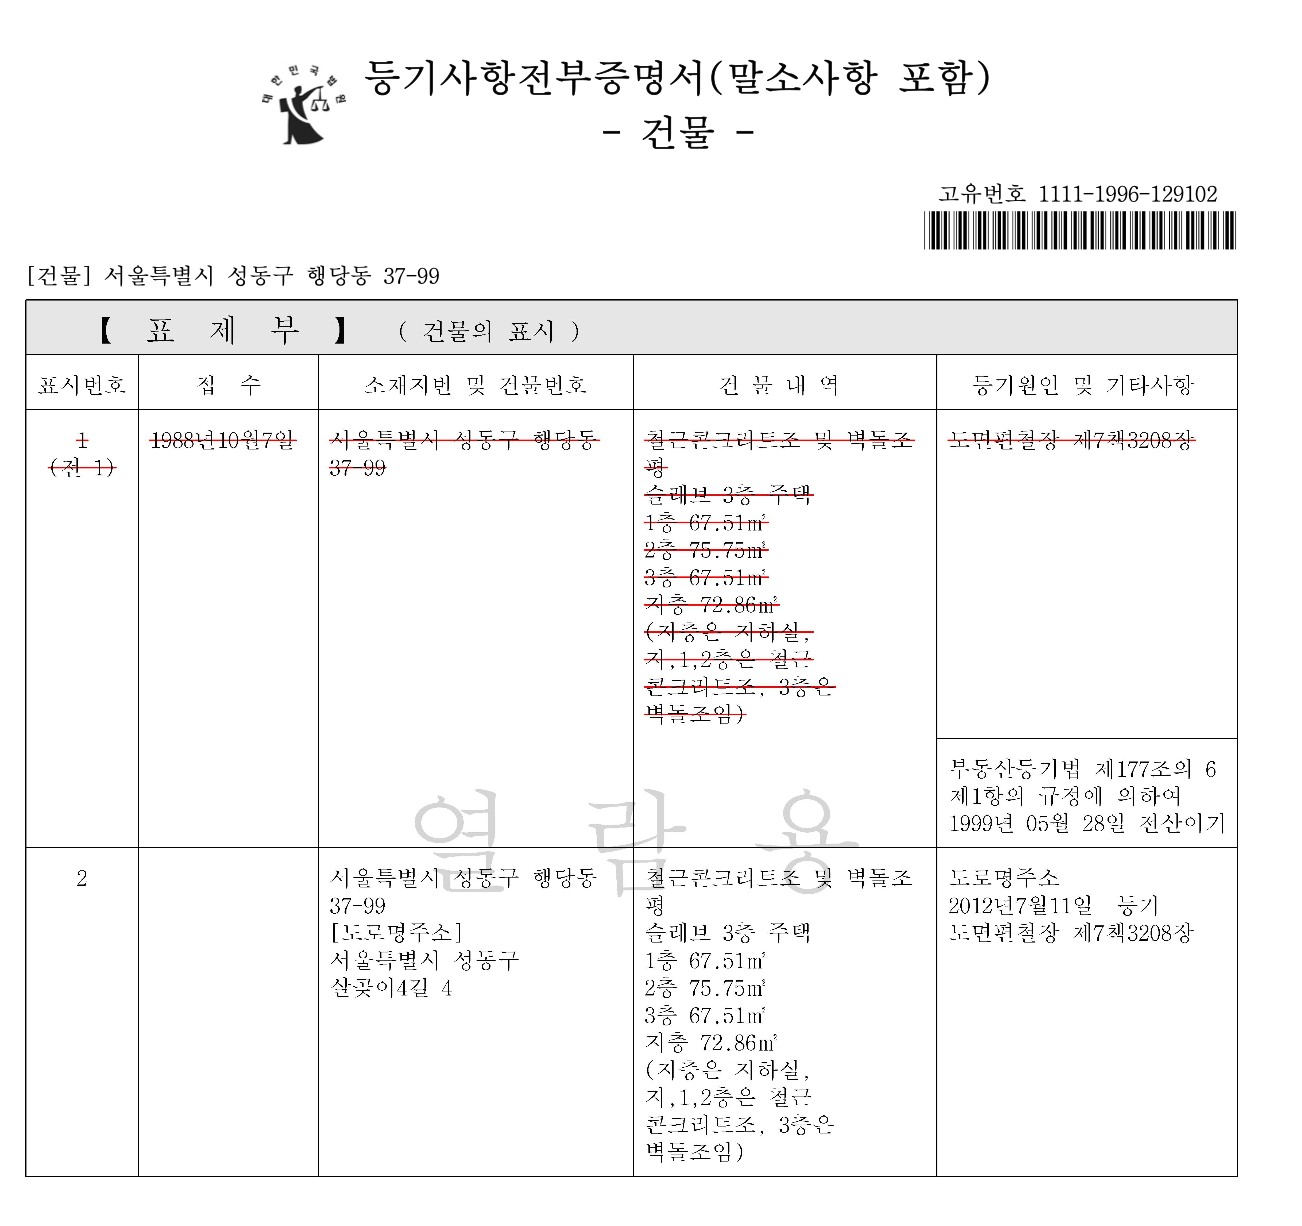 대한민국법원
등기사항전부증명서(말소사항 포함)
- 건물 -
고유번호 1111-1996-129102
[건물] 서울특별시 성동구 행당동 37-99
【 표 제 부 】 ( 건물의 표시 )
표시번호 접 수 소재지번 및 건물번호 건 물 내 역 등기원인 및 기타사항
1 1988년10월7일 서울특별시 성동구 행당동 철근콘크리트조 및 벽돌조 도면편철장 제7책3208장
(전 1) 37-99 평
슬래브 3층 주택
1층 67.51㎡
2층 75.75㎡
3층 67.51㎡
지층 72.86㎡
(지층은 지하실,
지,1,2층은 철근
콘크리트조, 3층은
벽돌조임)
부동산등기법 제177조의 6
제1항의 규정에 의하여
1999년 05월 28일 전산이기
열 람 용
2 서울특별시 성동구 행당동 철근콘크리트조 및 벽돌조 도로명주소
37-99 평 2012년7월11일 등기
[도로명주소] 슬래브 3층 주택 도면편철장 제7책3208장
서울특별시 성동구 1층 67.51㎡
살곶이4길 4 2층 75.75㎡
3층 67.51㎡
지층 72.86㎡
(지층은 지하실,
지,1,2층은 철근
콘크리트조, 3층은
벽돌조임)